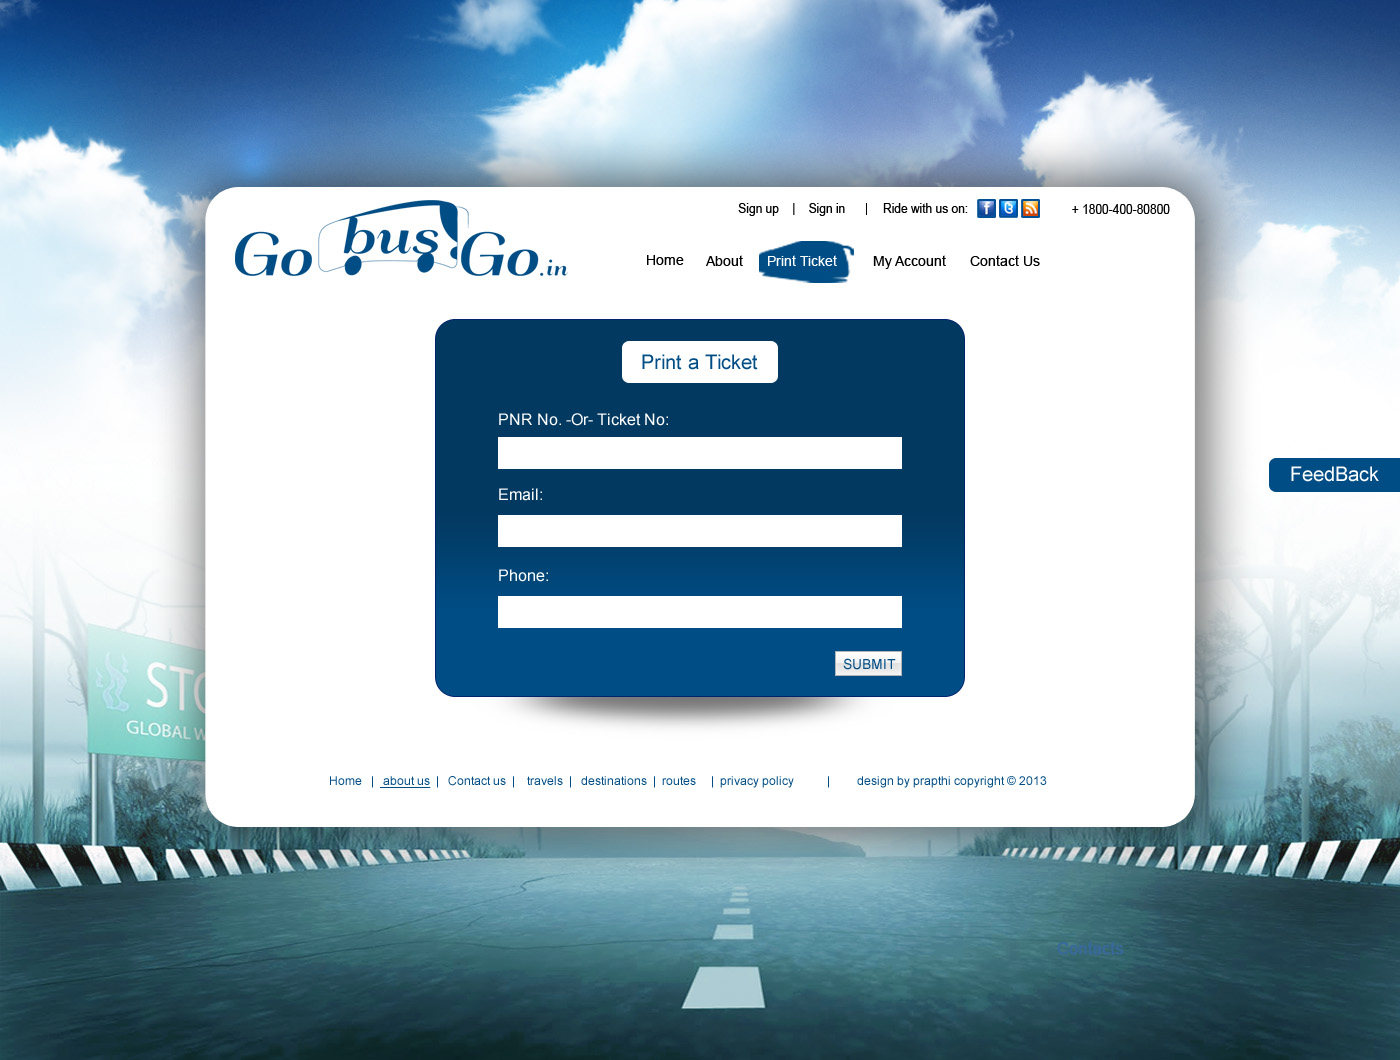 Sign up | Sign in | Ride with us on: + 1800-400-80800
Go bus Go.in
Home About Print Ticket My Account Contact Us
Print a Ticket
PNR No. -Or- Ticket No:
FeedBack
Email:
Phone:
SUBMIT
STO
GLOBAL W
Home | about us | Contact us | travels | destinations | routes | privacy policy | design by prapthi copyright © 2013